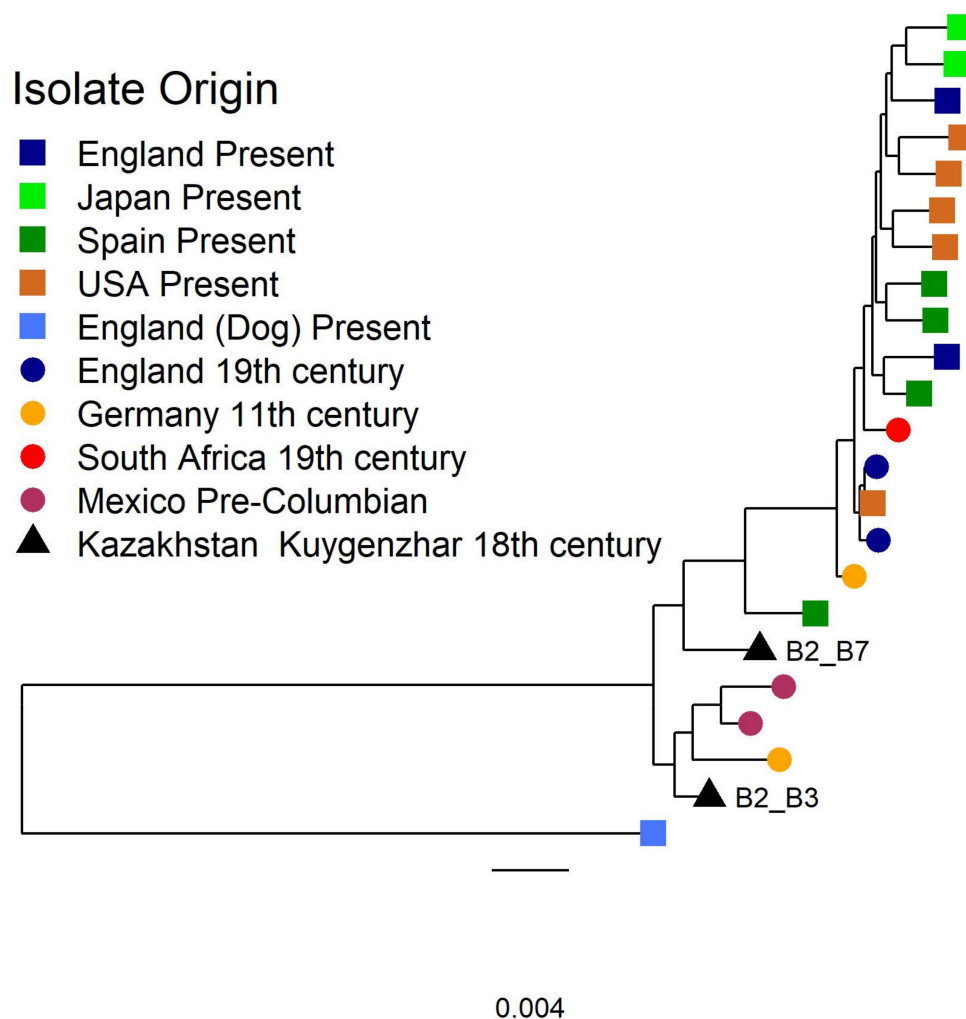 Isolate Origin
England Present
Japan Present
Spain Present
USA Present
England (Dog) Present
England 19th century
Germany 11th century
South Africa 19th century
Mexico Pre-Columbian
Kazakhstan  Kuygenzhar 18th century
B2_B7
B2_B3
0.004